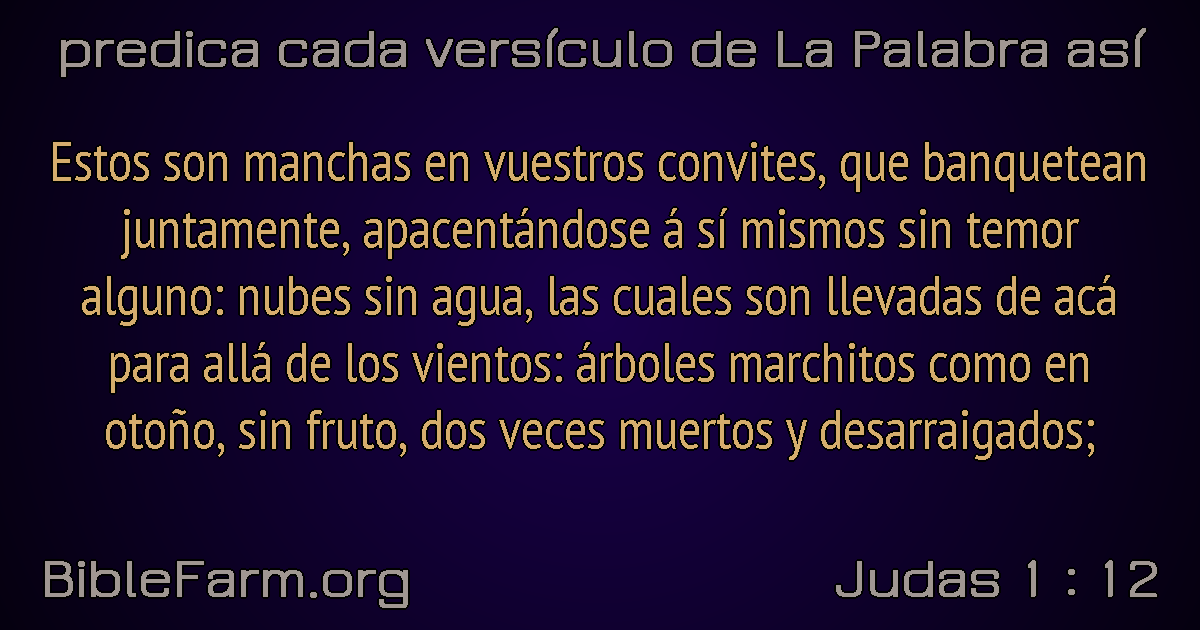 predica cada versículo de La Palabra así
Estos son manchas en vuestros convites, que banquetean
juntamente, apacentándose á sí mismos sin temor
alguno: nubes sin agua, las cuales son llevadas de acá
para allá de los vientos: árboles marchitos como en
otoño, sin fruto, dos veces muertos y desarraigados;
BibleFarm.org
Judas 1 : 12